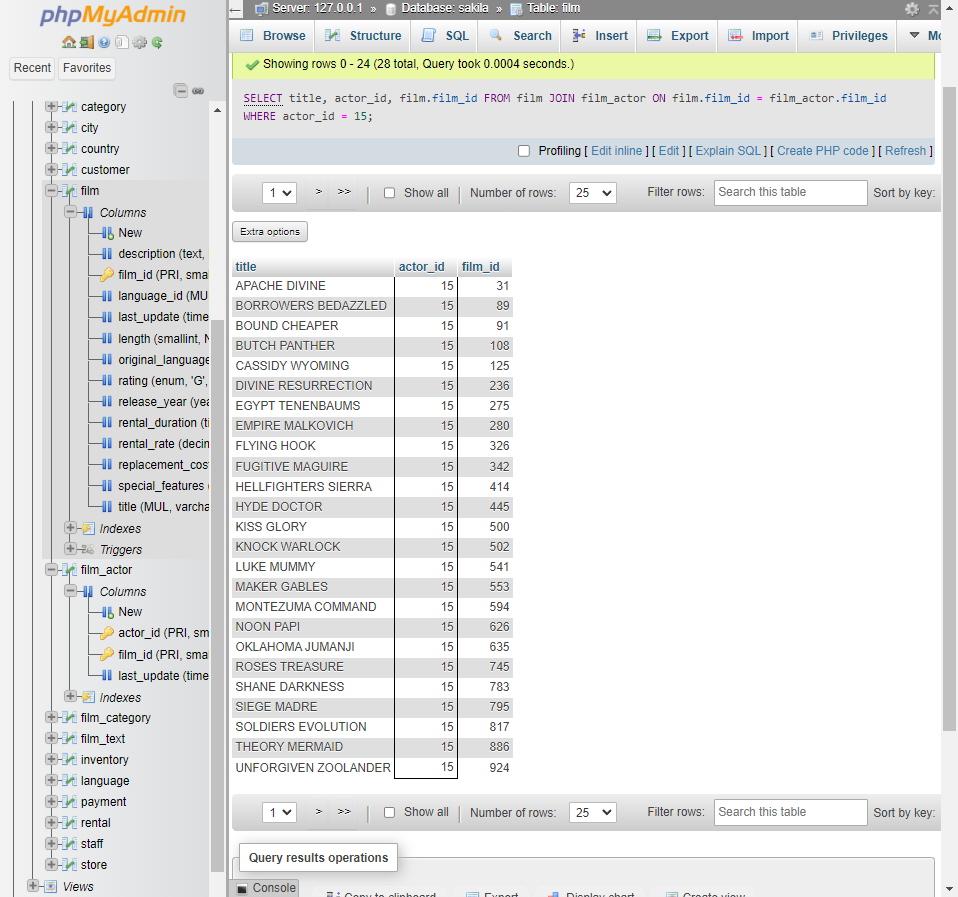 phpMyAdmin
Recent Favorites
category
city
country
customer
film
Columns
New
description (text,
film_id (PRI, sma
language_id (MU
last_update (time
length (smallint, N
original_language
rating (enum, 'G',
release_year (yea
rental_duration (ti
rental_rate (decin
replacement_cos
special_features
title (MUL, varcha
Indexes
Triggers
film_actor
Columns
New
actor_id (PRI, sm
film_id (PRI, sma
last_update (time
Indexes
film_category
film_text
inventory
language
payment
rental
staff
store
Views
Server: 127.0.0.1 » Database: sakila » Table: film
Browse Structure SQL Search Insert Export Import Privileges Mo
Showing rows 0 - 24 (28 total, Query took 0.0004 seconds.)
SELECT title, actor_id, film.film_id FROM film JOIN film_actor ON film.film_id = film_actor.film_id
WHERE actor_id = 15;
Profiling [ Edit inline ] [ Edit ] [ Explain SQL ] [ Create PHP code ] [ Refresh ]
1 > >> Show all Number of rows: 25 Filter rows: Search this table Sort by key:
Extra options
title actor_id film_id
APACHE DIVINE 15 31
BORROWERS BEDAZZLED 15 89
BOUND CHEAPER 15 91
BUTCH PANTHER 15 108
CASSIDY WYOMING 15 125
DIVINE RESURRECTION 15 236
EGYPT TENENBAUMS 15 275
EMPIRE MALKOVICH 15 280
FLYING HOOK 15 326
FUGITIVE MAGUIRE 15 342
HELLFIGHTERS SIERRA 15 414
HYDE DOCTOR 15 445
KISS GLORY 15 500
KNOCK WARLOCK 15 502
LUKE MUMMY 15 541
MAKER GABLES 15 553
MONTEZUMA COMMAND 15 594
NOON PAPI 15 626
OKLAHOMA JUMANJI 15 635
ROSES TREASURE 15 745
SHANE DARKNESS 15 783
SIEGE MADRE 15 795
SOLDIERS EVOLUTION 15 817
THEORY MERMAID 15 886
UNFORGIVEN ZOOLANDER 15 924
1 > >> Show all Number of rows: 25 Filter rows: Search this table Sort by key:
Query results operations
Console
Copy to clipboard Export Display chart Create view